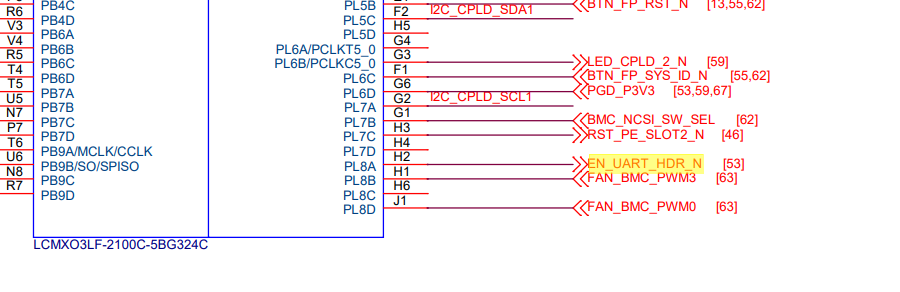 PB4C PL5B BTN_FP_RST_N [13,55,62]
R6 PB4D F2 PL5C I2C_CPLD_SDA1
V3 PB6A H5 PL5D
V4 PB6B G4 PL6A/PCLKT5_0
R5 PB6C G3 PL6B/PCLKC5_0 LED_CPLD_2_N [59]
T4 PB6D F1 PL6C BTN_FP_SYS_ID_N [55,62]
T5 PB7A G6 PL6D PGD_P3V3 [53,59,67]
U5 PB7B G2 PL7A I2C_CPLD_SCL1
N7 PB7C G1 PL7B BMC_NCSI_SW_SEL [62]
P7 PB7D H3 PL7C RST_PE_SLOT2_N [46]
T6 PB9A/MCLK/CCLK H4 PL7D
U6 PB9B/SO/SPISO H2 PL8A EN_UART_HDR_N [53]
N8 PB9C H1 PL8B FAN_BMC_PWM3 [63]
R7 PB9D H6 PL8C
J1 PL8D FAN_BMC_PWM0 [63]
LCMXO3LF-2100C-5BG324C